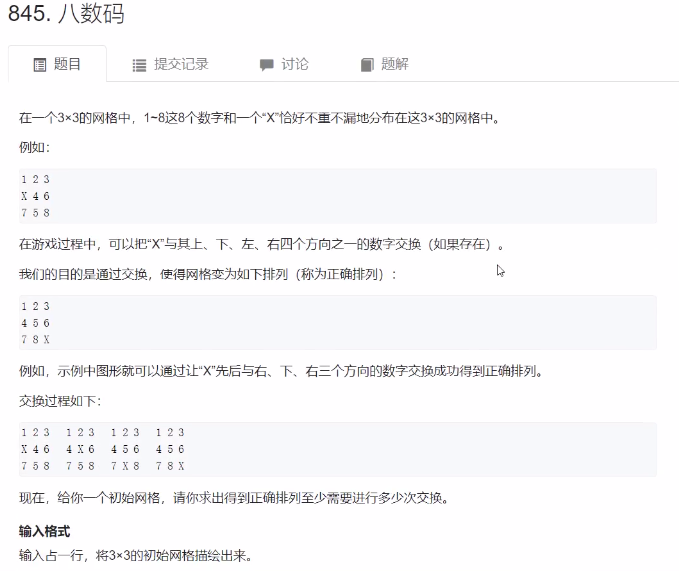 845. 八数码
题目 提交记录 讨论 题解
在一个3×3的网格中，1~8这8个数字和一个“X”恰好不重不漏地分布在这3×3的网格中。
例如：
1 2 3
X 4 6
7 5 8
在游戏过程中，可以把“X”与其上、下、左、右四个方向之一的数字交换（如果存在）。
我们的目的是通过交换，使得网格变为如下排列（称为正确排列）：
1 2 3
4 5 6
7 8 X
例如，示例中图形就可以通过让“X”先后与右、下、右三个方向的数字交换成功得到正确排列。
交换过程如下：
1 2 3 1 2 3 1 2 3 1 2 3
X 4 6 4 X 6 4 5 6 4 5 6
7 5 8 7 5 8 7 X 8 7 8 X
现在，给你一个初始网格，请你求出得到正确排列至少需要进行多少次交换。
输入格式
输入占一行，将3×3的初始网格描绘出来。